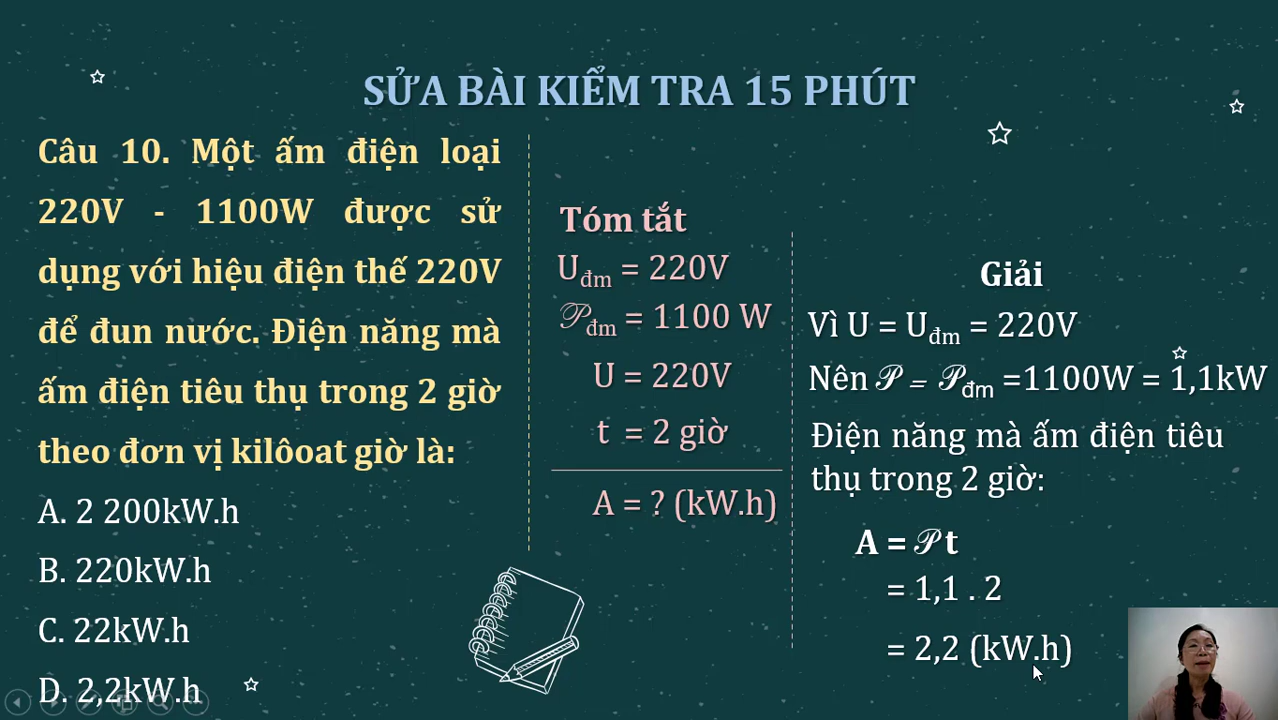 SỬA BÀI KIỂM TRA 15 PHÚT
Câu 10. Một ấm điện loại
220V - 1100W được sử
dụng với hiệu điện thế 220V
để đun nước. Điện năng mà
ấm điện tiêu thụ trong 2 giờ
theo đơn vị kilôoat giờ là:
A. 2 200kW.h
B. 220kW.h
C. 22kW.h
D. 2,2kW.h
Tóm tắt
Uđm = 220V
𝒫đm = 1100 W
U = 220V
t = 2 giờ
A = ? (kW.h)
Giải
Vì U = Uđm = 220V
Nên 𝒫 = 𝒫đm =1100W = 1,1kW
Điện năng mà ấm điện tiêu
thụ trong 2 giờ:
A = 𝒫 t
= 1,1 . 2
= 2,2 (kW.h)